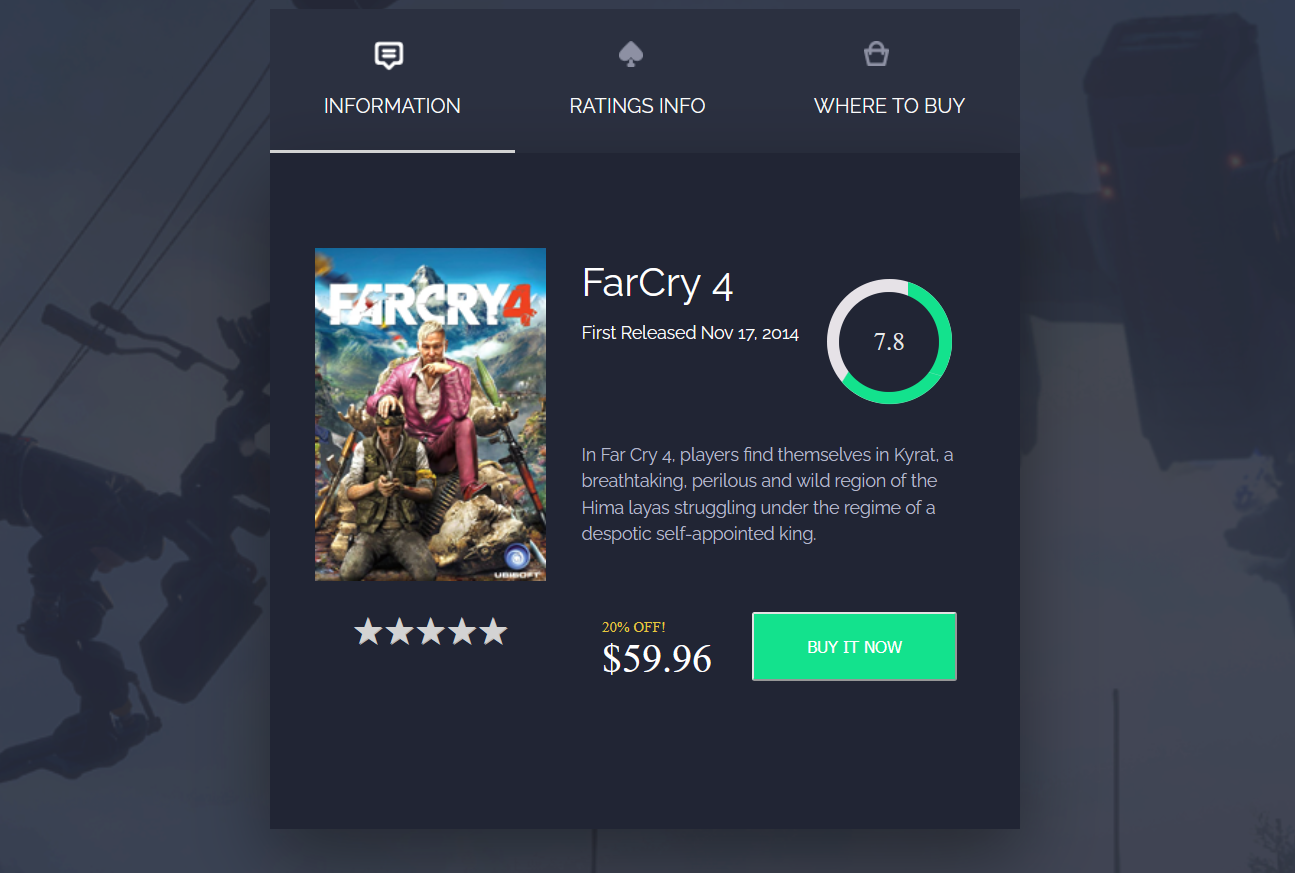 INFORMATION
RATINGS INFO
WHERE TO BUY
FARCRY4
UBISOFT
FarCry 4
First Released Nov 17, 2014
7.8
In Far Cry 4, players find themselves in Kyrat, a
breathtaking, perilous and wild region of the
Hima layas struggling under the regime of a
despotic self-appointed king.
20% OFF!
$59.96
BUY IT NOW